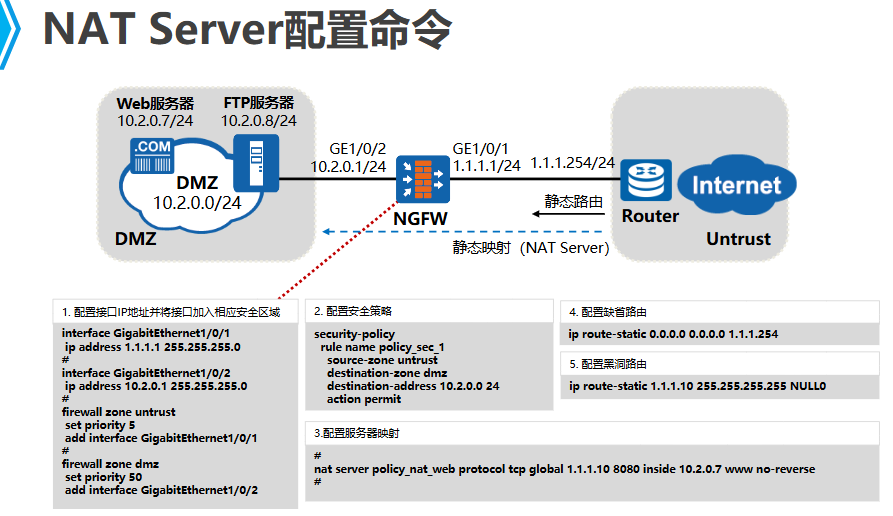 NAT Server配置命令
Web服务器
10.2.0.7/24
FTP服务器
10.2.0.8/24
.COM
DMZ
10.2.0.0/24
DMZ
GE1/0/2
10.2.0.1/24
GE1/0/1
1.1.1.1/24
NGFW
1.1.1.254/24
静态路由
静态映射（NAT Server）
Router
Internet
Untrust
1. 配置接口IP地址并将接口加入相应安全区域
interface GigabitEthernet1/0/1
ip address 1.1.1.1 255.255.255.0
#
interface GigabitEthernet1/0/2
ip address 10.2.0.1 255.255.255.0
#
firewall zone untrust
set priority 5
add interface GigabitEthernet1/0/1
#
firewall zone dmz
set priority 50
add interface GigabitEthernet1/0/2
2. 配置安全策略
security-policy
rule name policy_sec_1
source-zone untrust
destination-zone dmz
destination-address 10.2.0.0 24
action permit
3.配置服务器映射
#
nat server policy_nat_web protocol tcp global 1.1.1.10 8080 inside 10.2.0.7 www no-reverse
#
4. 配置缺省路由
ip route-static 0.0.0.0 0.0.0.0 1.1.1.254
5. 配置黑洞路由
ip route-static 1.1.1.10 255.255.255.255 NULL0